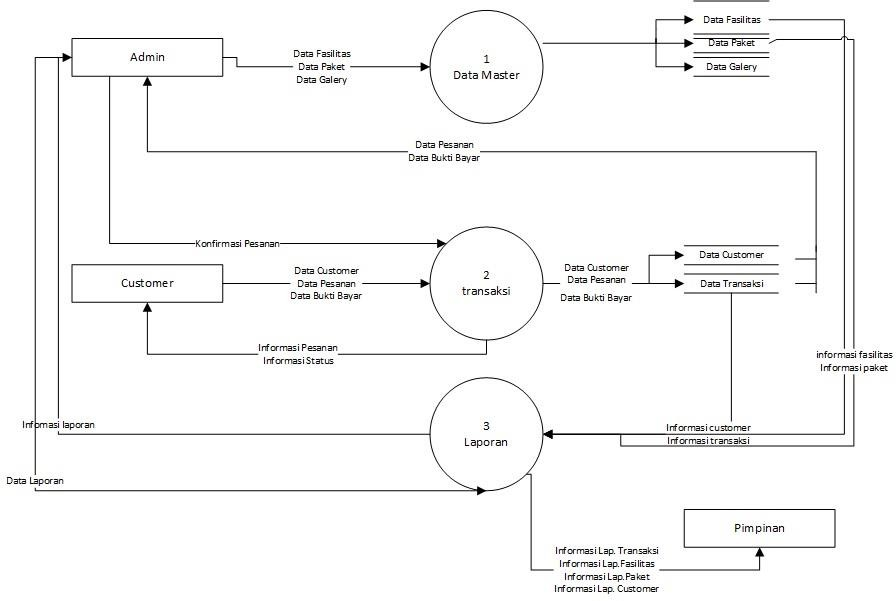 Admin
Data Fasilitas
Data Paket
Data Galery
1
Data Master
Data Fasilitas
Data Paket
Data Galery
Data Pesanan
Data Bukti Bayar
Konfirmasi Pesanan
Customer
Data Customer
Data Pesanan
Data Bukti Bayar
2
transaksi
Data Customer
Data Pesanan
Data Bukti Bayar
Data Customer
Data Transaksi
Informasi Pesanan
Informasi Status
informasi fasilitas
Informasi paket
3
Laporan
Infomasi laporan
Informasi customer
Informasi transaksi
Data Laporan
Pimpinan
Informasi Lap. Transaksi
Informasi Lap.Fasilitas
Informasi Lap.Paket
Informasi Lap. Customer